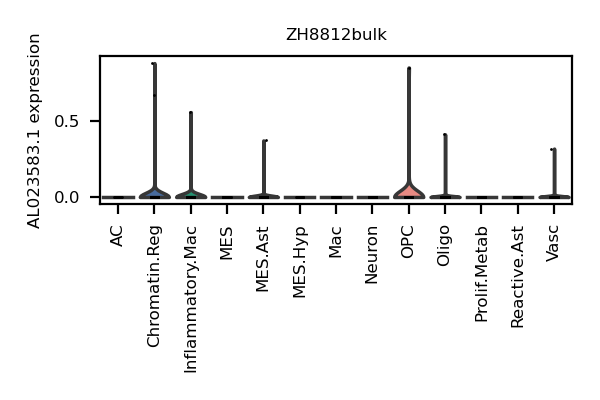 ZH8812bulk
AL023583.1 expression
0.5
0.0
AC
Chromatin.Reg
Inflammatory.Mac
MES
MES.Ast
MES.Hyp
Mac
Neuron
OPC
Oligo
Prolif.Metab
Reactive.Ast
Vasc